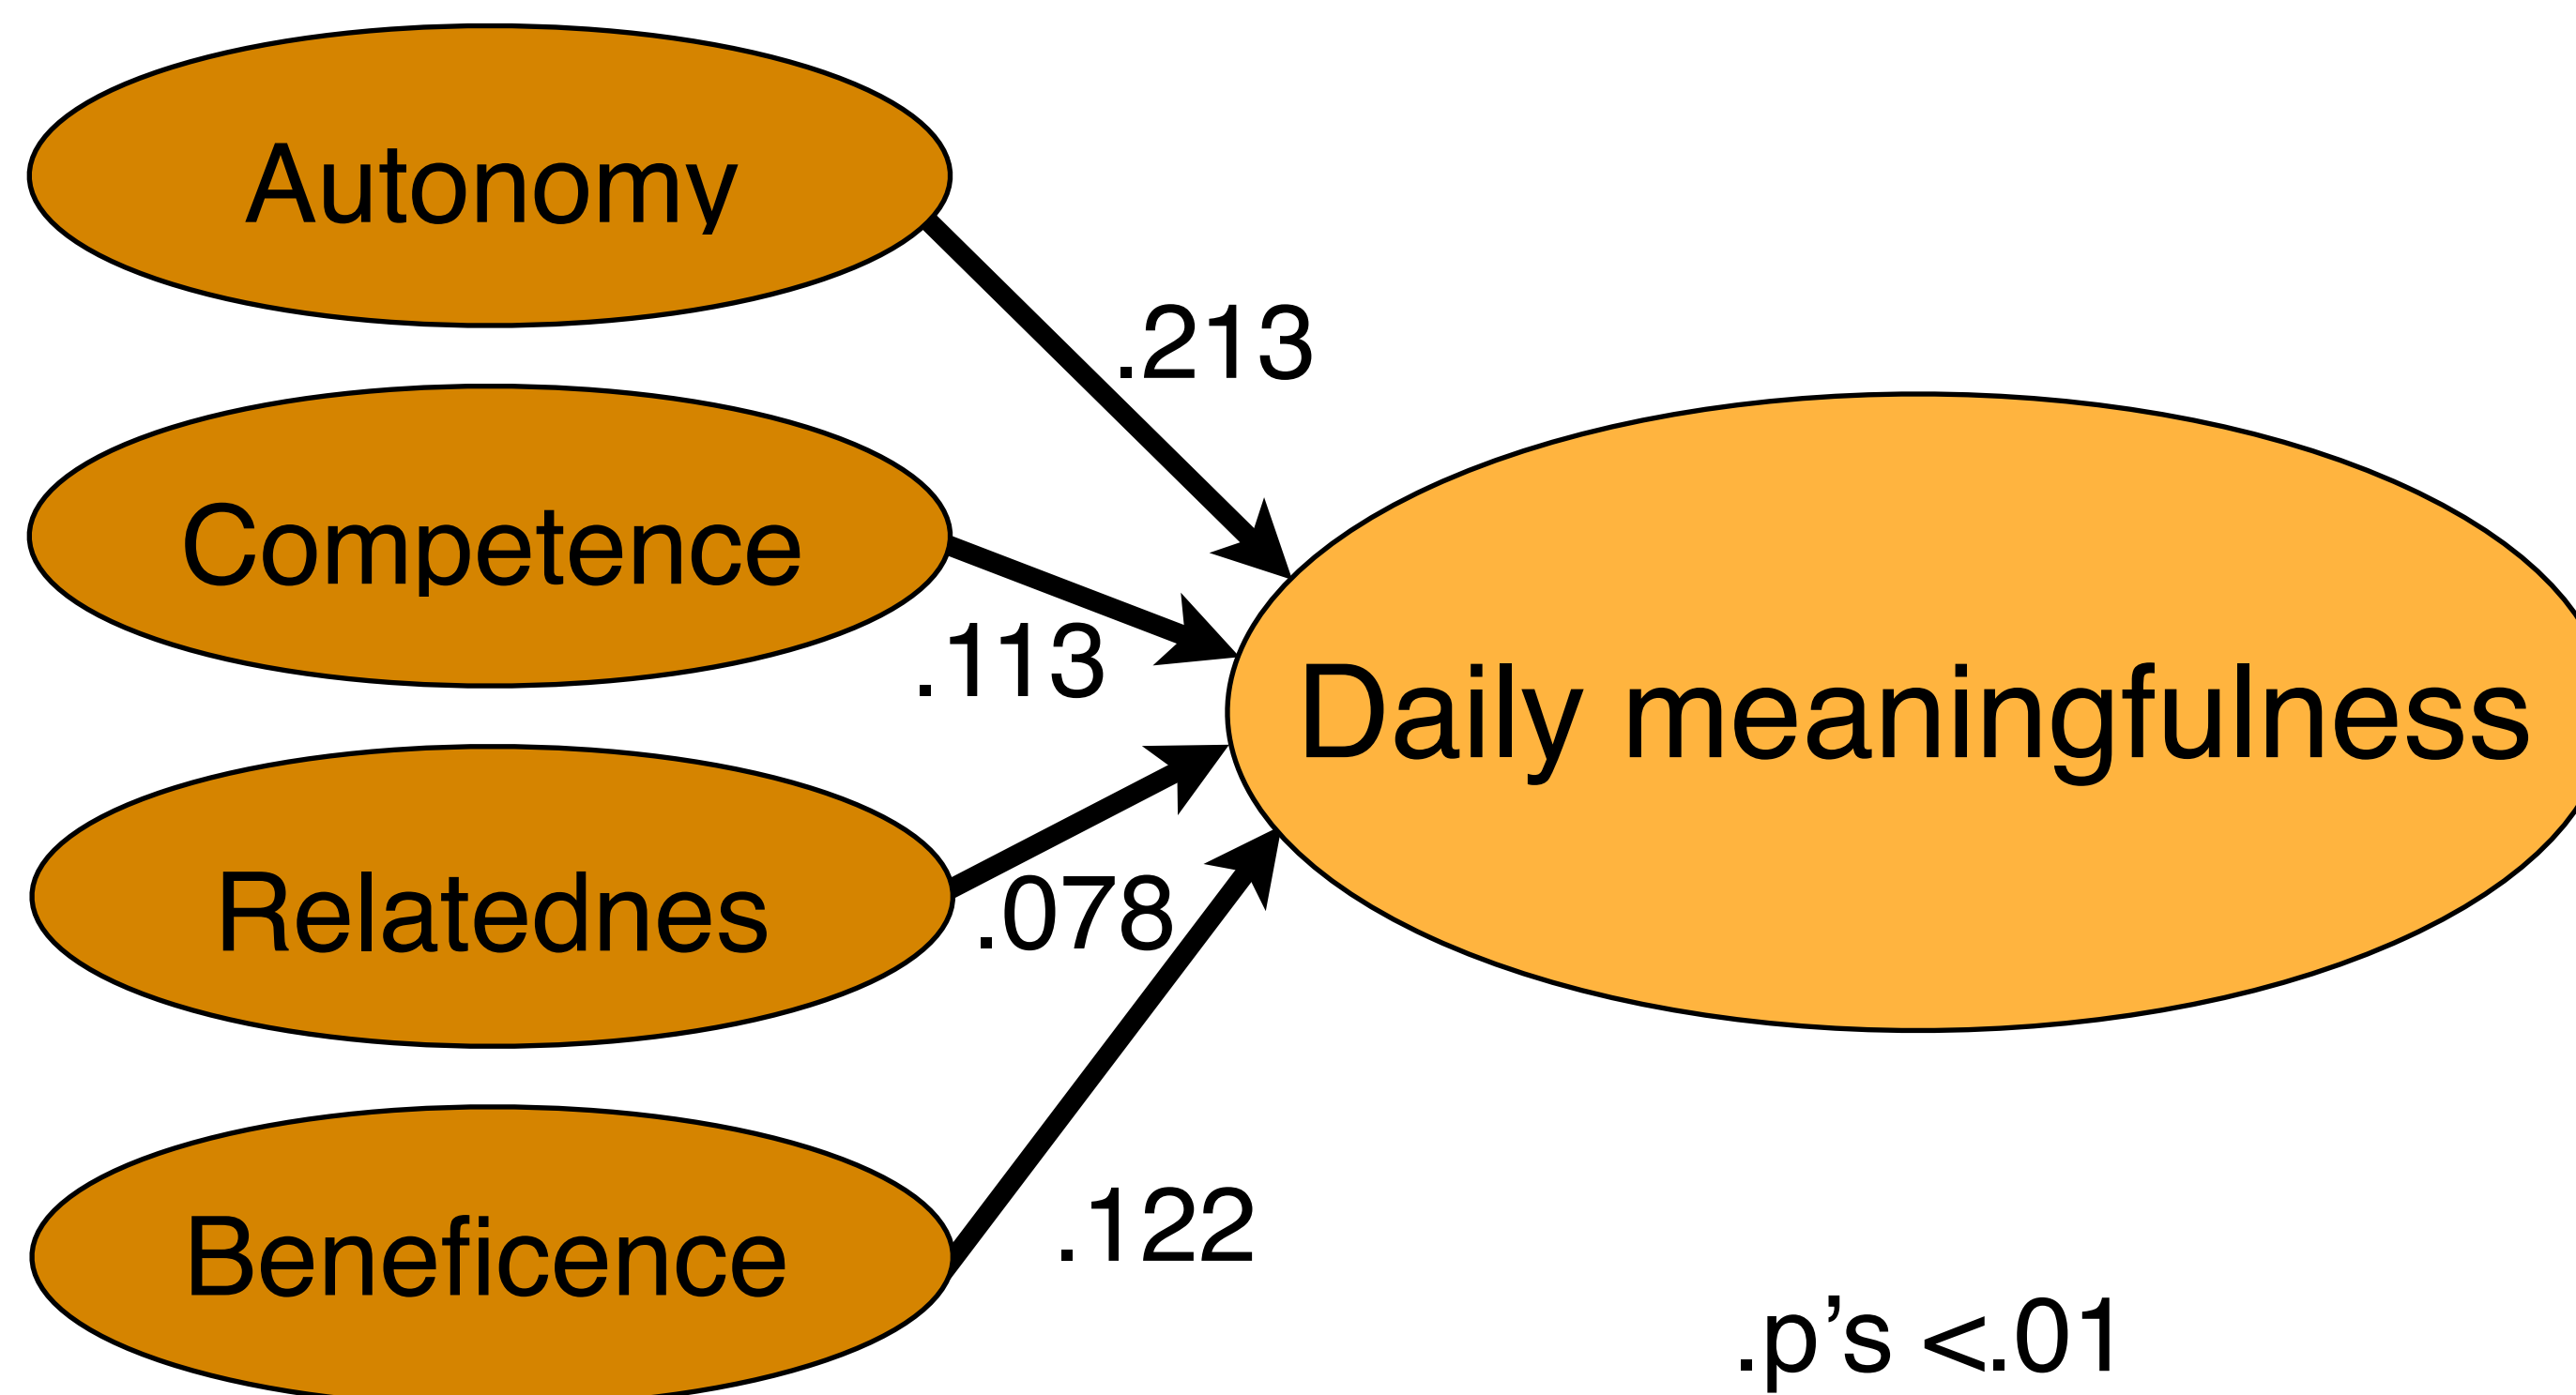 Autonomy
.213
Competence
.113
Daily meaningfulness
Relatednes
.078
Beneficence
.122
.p’s <.01